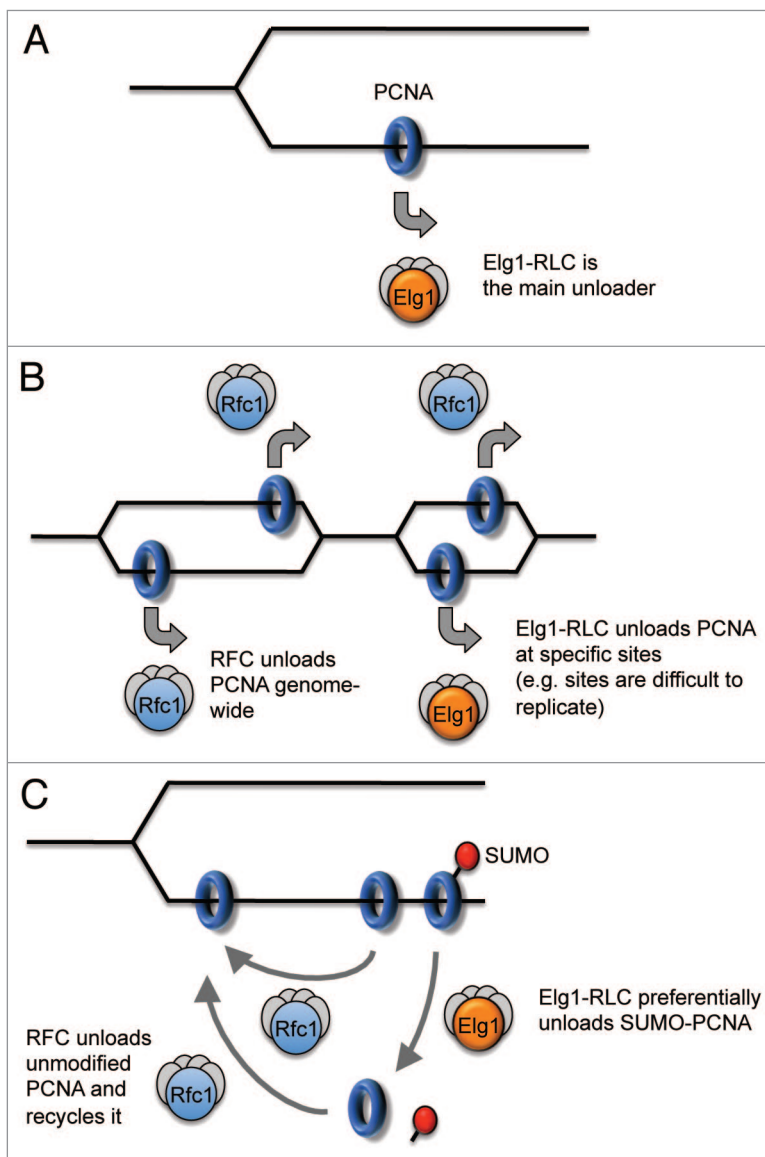 A
PCNA
Elg1
Elg1-RLC is
the main unloader
B
Rfc1
Rfc1
Rfc1
RFC unloads
PCNA genome-
wide
Elg1
Elg1-RLC unloads PCNA
at specific sites
(e.g. sites are difficult to
replicate)
C
SUMO
RFC unloads
unmodified
PCNA and
recycles it
Rfc1
Rfc1
Elg1
Elg1-RLC preferentially
unloads SUMO-PCNA